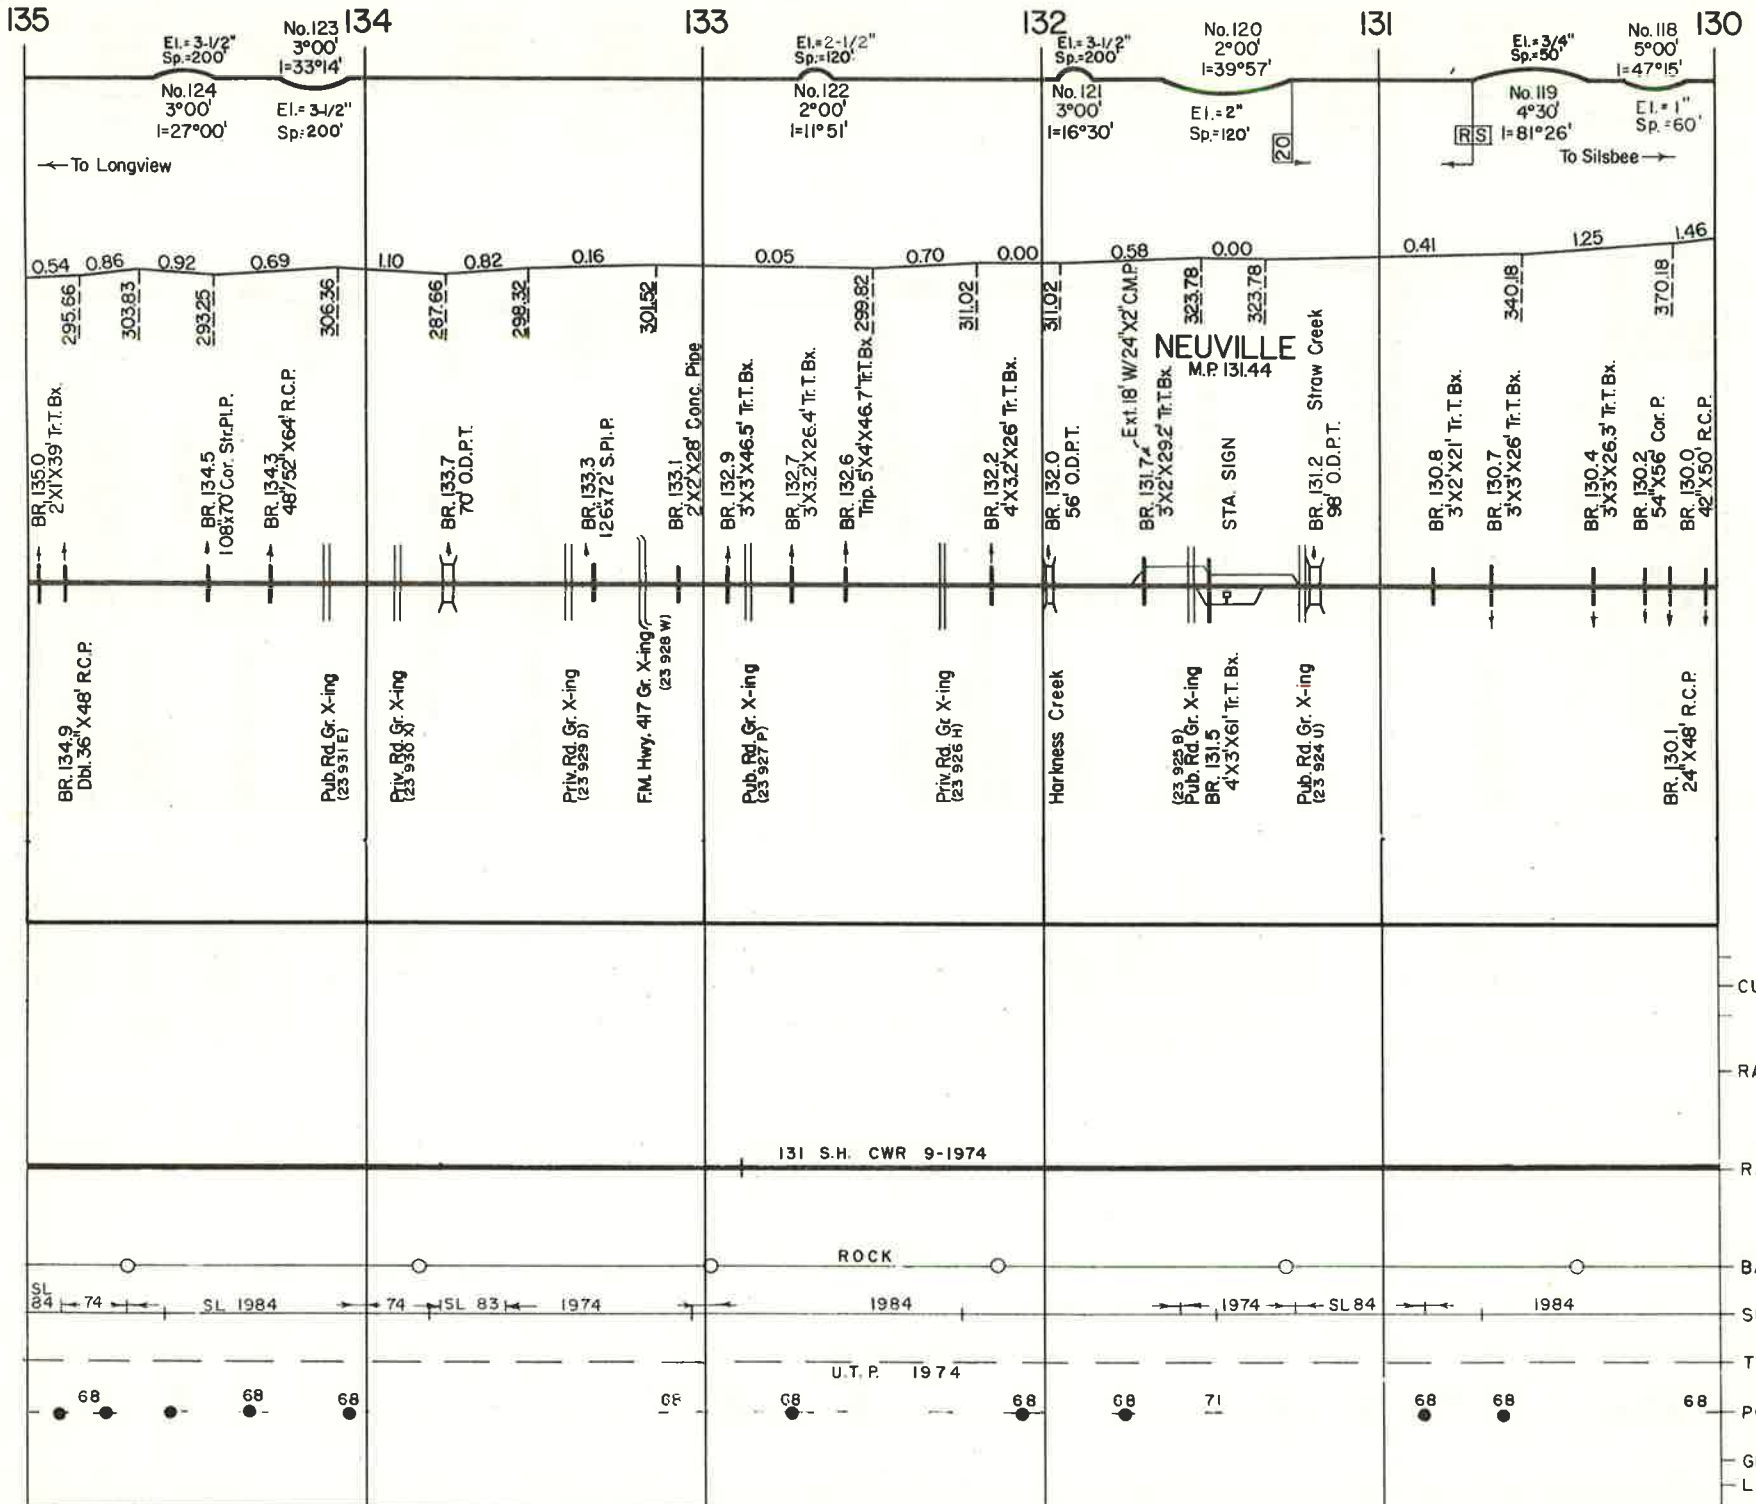 135 134 133 132 131 130
El.= 3-1/2"
Sp.=200'
No.124
3°00'
I=27°00'
No.123
3°00'
I=33°14'
El.= 3-1/2"
Sp.=200'
El.=2-1/2"
Sp.=120'
No.122
2°00'
I=11°51'
El.=3-1/2"
Sp.=200'
No.121
3°00'
I=16°30'
No.120
2°00'
I=39°57'
El.=2"
Sp.=120'
20
El.=3/4"
Sp.=50'
No.119
4°30'
I=81°26'
R S
No.118
5°00'
I=47°15'
El.=1"
Sp.=60'
To Longview
To Silsbee
0.54 0.86 0.92 0.69 1.10 0.82 0.16 0.05 0.70 0.00 0.58 0.00 0.41 1.25 1.46
295.66 303.83 293.25 306.36 287.66 298.32 301.52 299.82 311.02 311.02 323.78 323.78 340.18 370.18
NEUVILLE
M.P. 131.44
BR. 135.0
2'X1'X39' Tr.T. Bx.
BR. 134.5
108"x70' Cor. Str.Pl.P.
BR. 134.3
48"/52"X64' R.C.P.
BR. 133.7
70' O.D.P.T.
BR. 133.3
126"x72' S.Pl.P.
BR. 133.1
2'X2'X28' Conc. Pipe
BR. 132.9
3'X3'X46.5' Tr.T. Bx.
BR. 132.7
3'X3.2'X26.4' Tr.T. Bx.
BR. 132.6
Trip. 5'X4'X46.7' Tr.T. Bx.
BR. 132.2
4'X3.2'X26' Tr.T. Bx.
BR. 132.0
56' O.D.P.T.
Ext. 18' W/24"X2' C.M.P.
BR. 131.7
3'X2'X29.2' Tr.T. Bx.
STA. SIGN
BR. 131.2 Straw Creek
98' O.D.P.T.
BR. 130.8
3'X2'X21' Tr.T. Bx.
BR. 130.7
3'X3'X26' Tr.T. Bx.
BR. 130.4
3'X3'X26.3' Tr.T. Bx.
BR. 130.2
54"X56' Cor. P.
BR. 130.0
42"X50' R.C.P.
BR. 134.9
Dbl. 36"X48' R.C.P.
Pub. Rd. Gr. X-ing
(23 931 E)
Priv. Rd. Gr. X-ing
(23 930 X)
Priv. Rd. Gr. X-ing
(23 929 D)
F.M. Hwy. 417 Gr. X-ing
(23 928 W)
Pub. Rd. Gr. X-ing
(23 927 P)
Priv. Rd. Gr. X-ing
(23 926 H)
Harkness Creek
(23 925 B)
Pub. Rd. Gr. X-ing
BR. 131.5
4'X3'X61' Tr.T. Bx.
Pub. Rd. Gr. X-ing
(23 924 U)
BR. 130.1
24"X48' R.C.P.
CU
RA
131 S.H. CWR 9-1974
R
ROCK
BA
SL
84 74 SL 1984 74 SL 83 1974 1984 1974 SL 84 1984
S
T
U.T.P. 1974
68 68 68 68 68 68 68 71 68 68 68
P
G
L